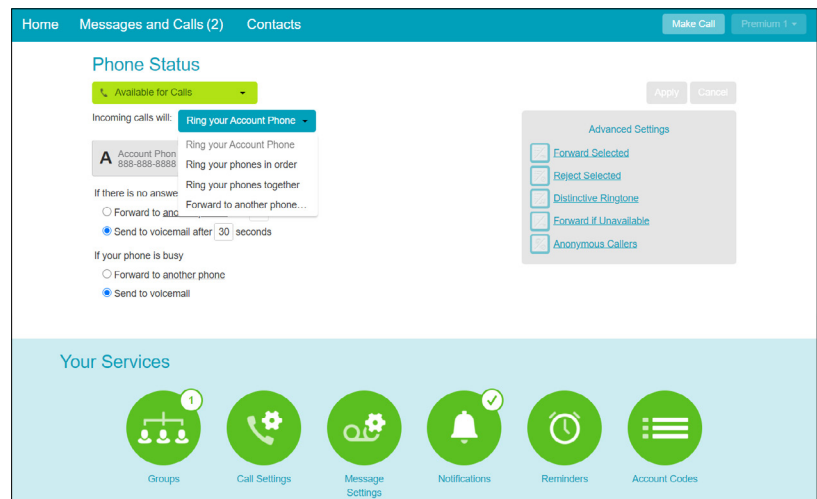 Home Messages and Calls (2) Contacts Make Call Premium 1
Phone Status
Available for Calls
Apply Cancel
Incoming calls will: Ring your Account Phone
Ring your Account Phone
Ring your phones in order
Ring your phones together
Forward to another phone...
A Account Phon
888-888-8888
If there is no answe
Forward to ano
Send to voicemail after 30 seconds
If your phone is busy
Forward to another phone
Send to voicemail
Advanced Settings
Forward Selected
Reject Selected
Distinctive Ringtone
Forward if Unavailable
Anonymous Callers
Your Services
1
Groups
Call Settings
Message
Settings
Notifications
Reminders
Account Codes